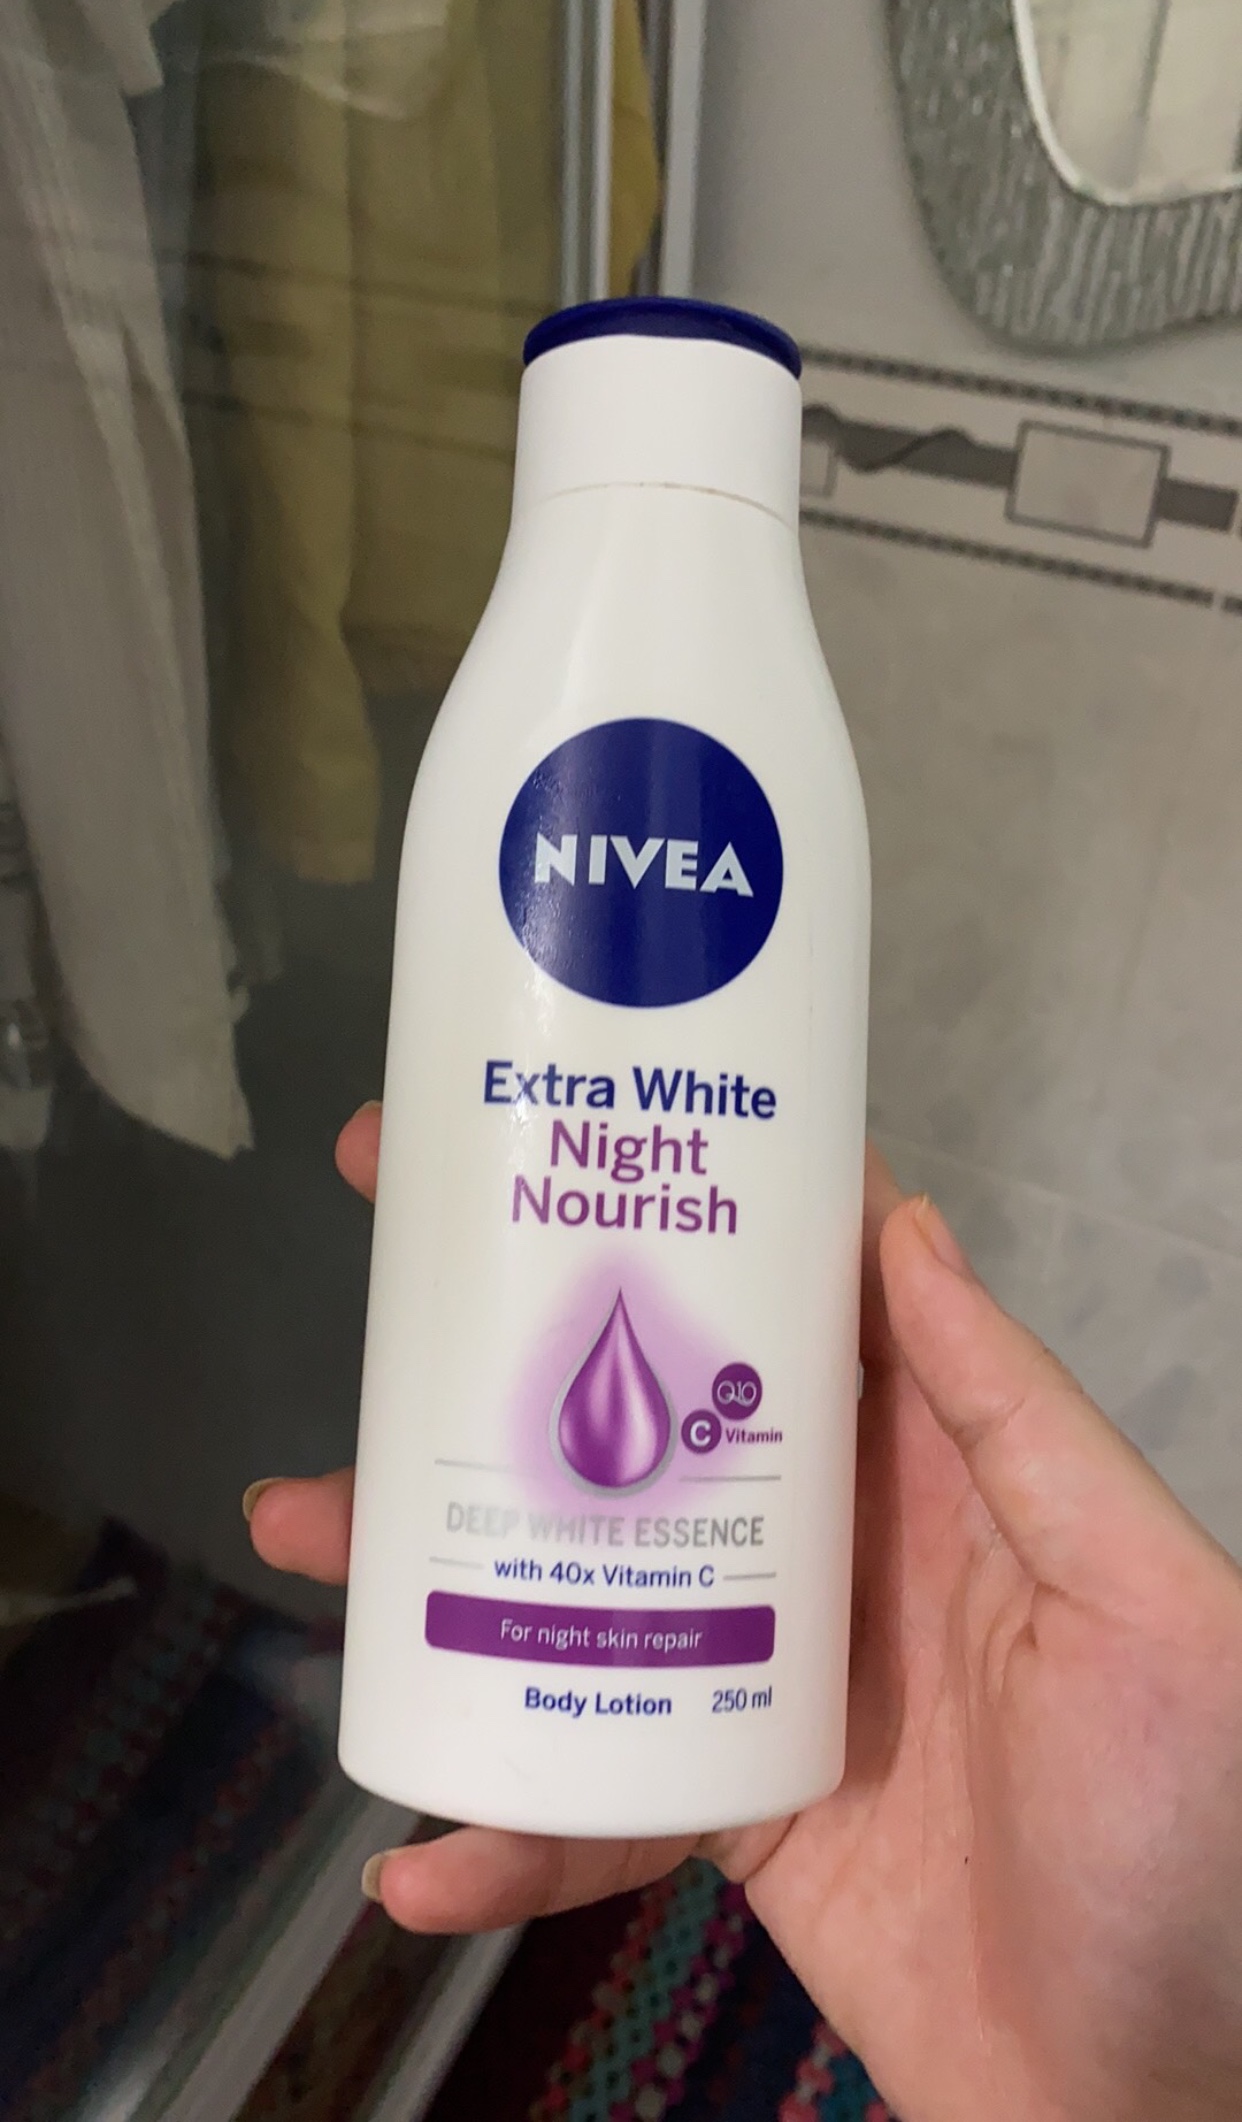 NIVEA
Extra White
Night
Nourish
Q10
C Vitamin
DEEP WHITE ESSENCE
with 40x Vitamin C
For night skin repair
Body Lotion 250 ml